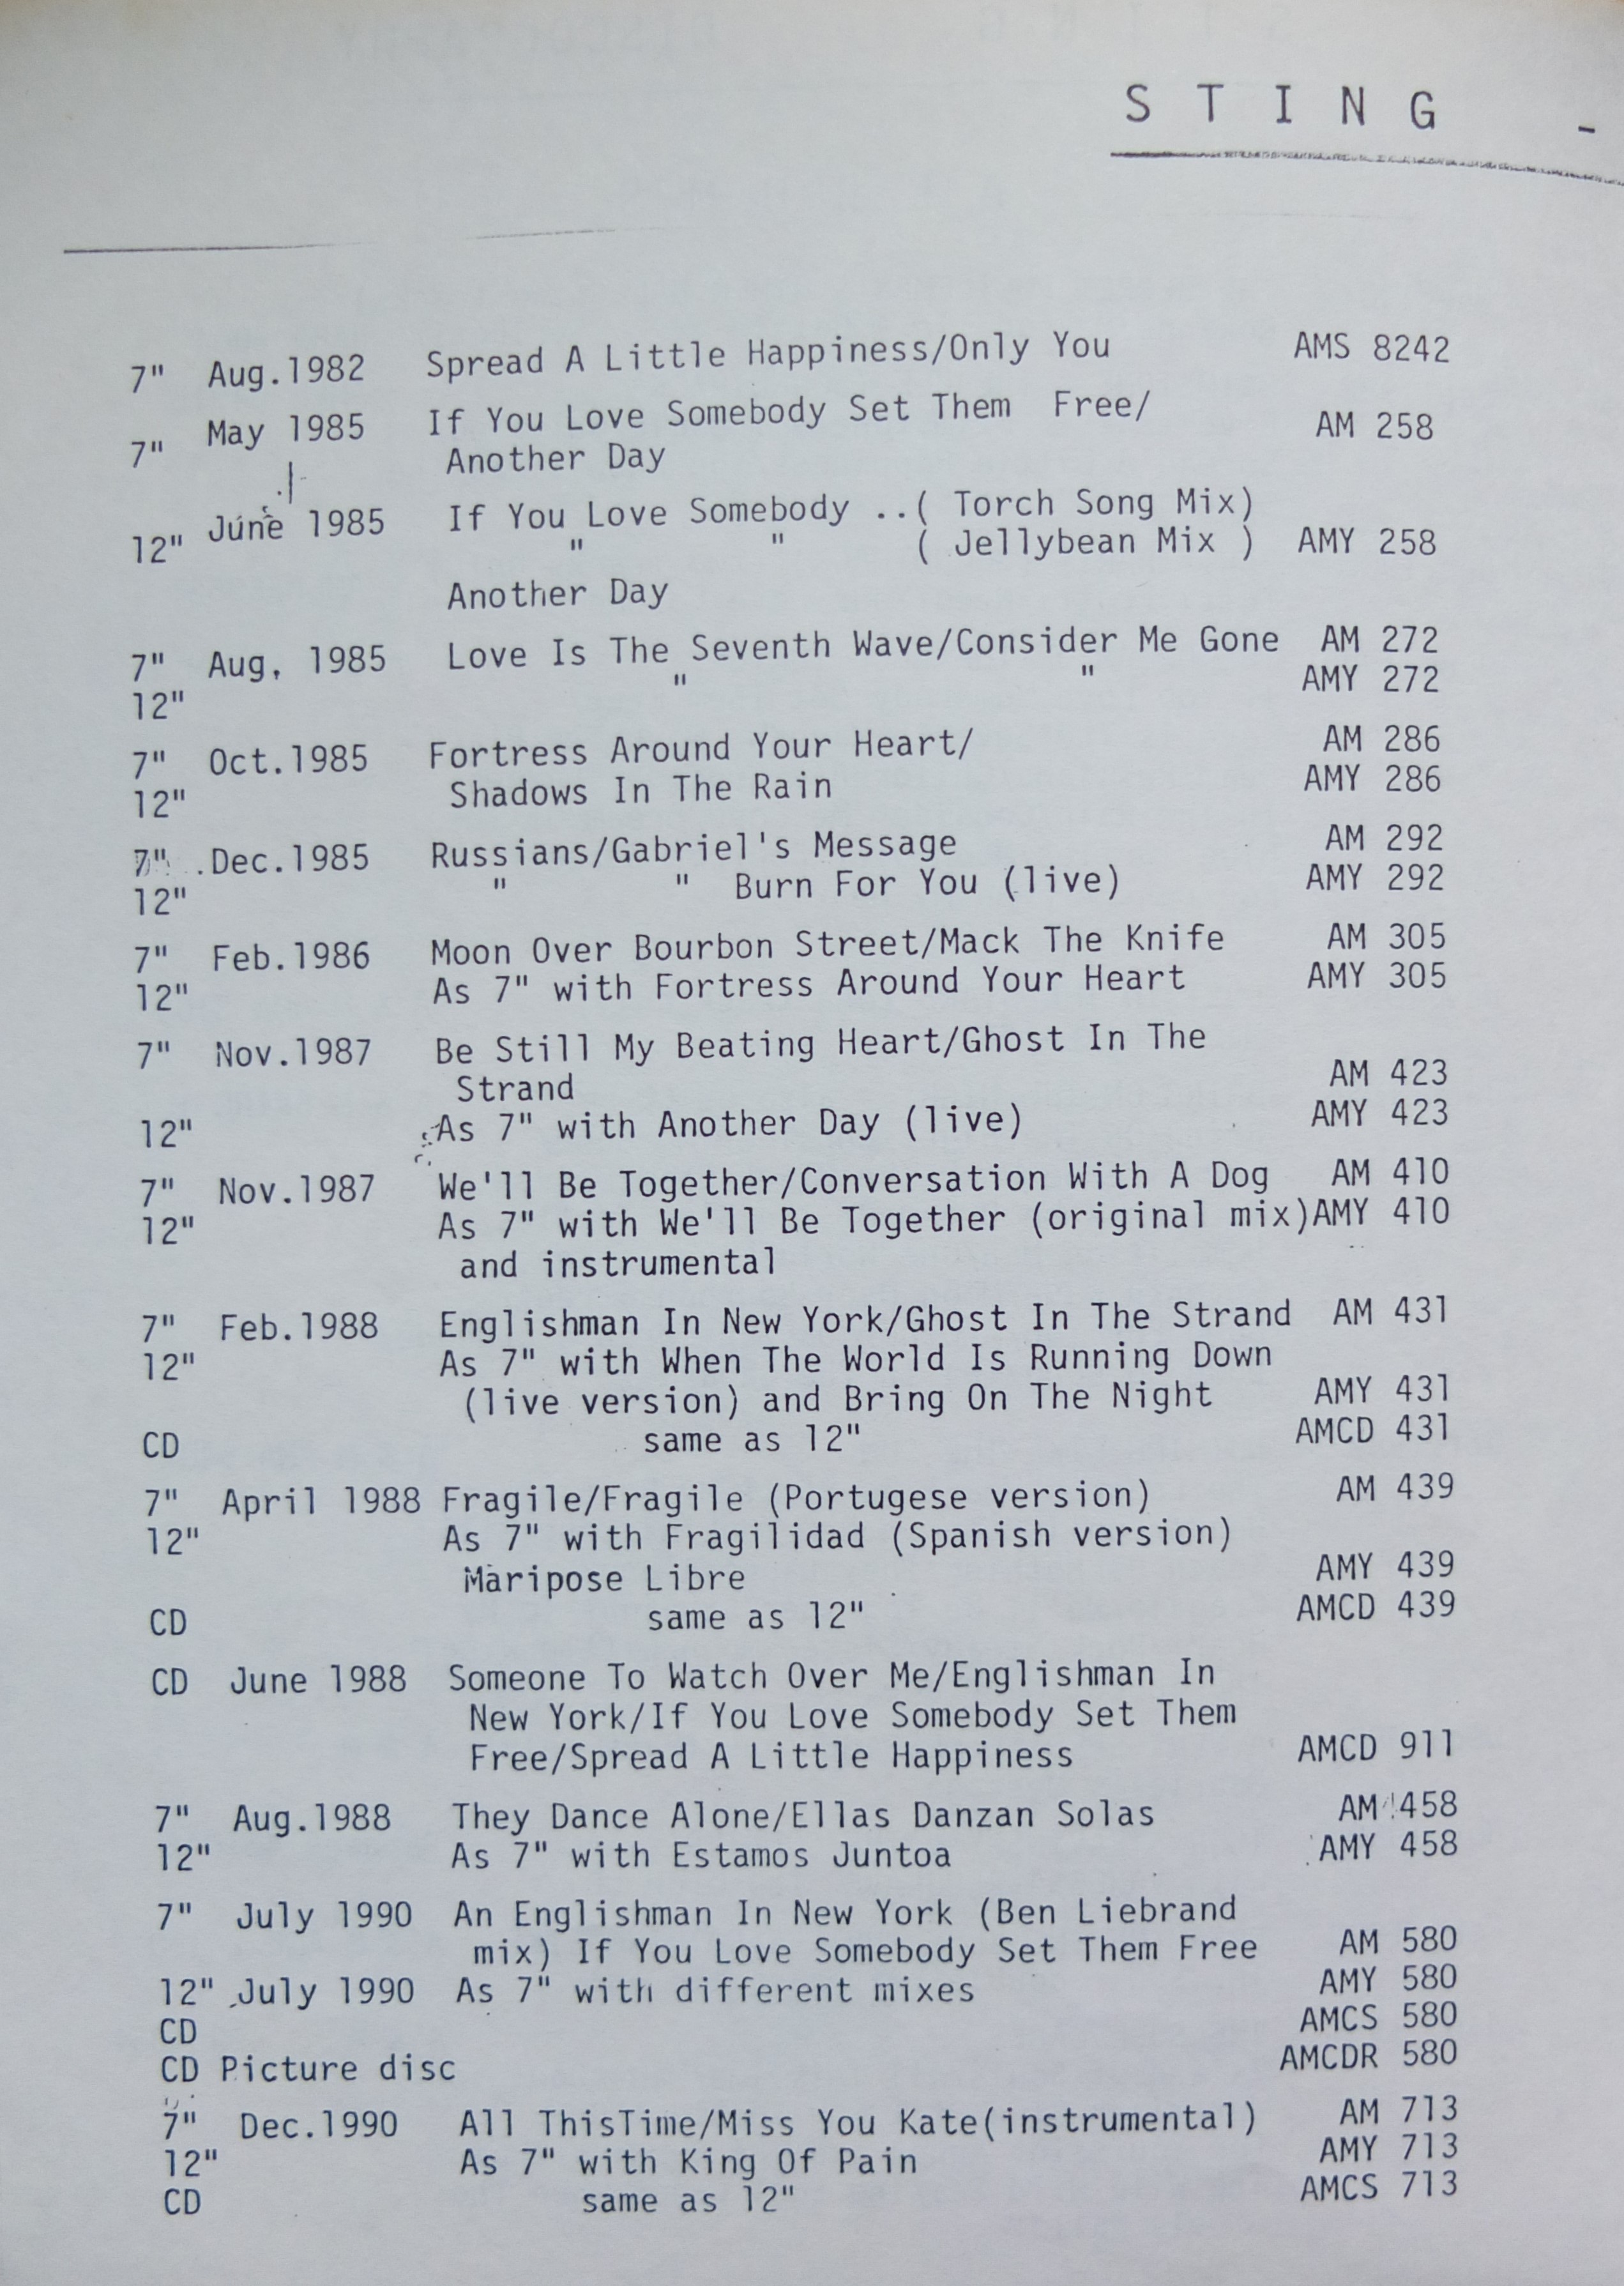 S T I N G -
7" Aug.1982 Spread A Little Happiness/Only You AMS 8242
7" May 1985 If You Love Somebody Set Them Free/ AM 258
Another Day
12" June 1985 If You Love Somebody ..( Torch Song Mix)
" " ( Jellybean Mix ) AMY 258
Another Day
7" Aug. 1985 Love Is The Seventh Wave/Consider Me Gone AM 272
12" " " AMY 272
7" Oct.1985 Fortress Around Your Heart/ AM 286
12" Shadows In The Rain AMY 286
7" .Dec.1985 Russians/Gabriel's Message AM 292
12" " " Burn For You (live) AMY 292
7" Feb.1986 Moon Over Bourbon Street/Mack The Knife AM 305
12" As 7" with Fortress Around Your Heart AMY 305
7" Nov.1987 Be Still My Beating Heart/Ghost In The
Strand AM 423
12" As 7" with Another Day (live) AMY 423
7" Nov.1987 We'll Be Together/Conversation With A Dog AM 410
12" As 7" with We'll Be Together (original mix)AMY 410
and instrumental
7" Feb.1988 Englishman In New York/Ghost In The Strand AM 431
12" As 7" with When The World Is Running Down
(live version) and Bring On The Night AMY 431
CD same as 12" AMCD 431
7" April 1988 Fragile/Fragile (Portugese version) AM 439
12" As 7" with Fragilidad (Spanish version)
Maripose Libre AMY 439
CD same as 12" AMCD 439
CD June 1988 Someone To Watch Over Me/Englishman In
New York/If You Love Somebody Set Them
Free/Spread A Little Happiness AMCD 911
7" Aug.1988 They Dance Alone/Ellas Danzan Solas AM 458
12" As 7" with Estamos Juntoa AMY 458
7" July 1990 An Englishman In New York (Ben Liebrand
mix) If You Love Somebody Set Them Free AM 580
12" July 1990 As 7" with different mixes AMY 580
CD AMCS 580
CD Picture disc AMCDR 580
7" Dec.1990 All ThisTime/Miss You Kate(instrumental) AM 713
12" As 7" with King Of Pain AMY 713
CD same as 12" AMCS 713